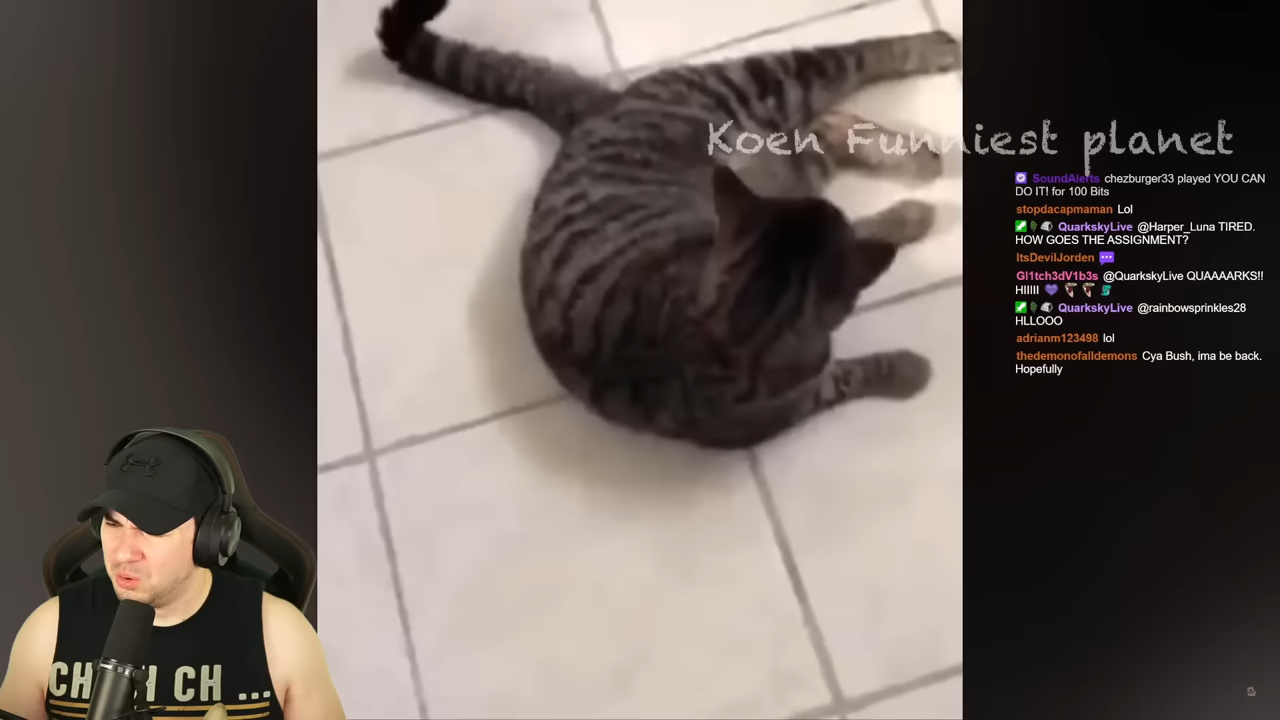 Koen Funniest planet
SoundAlerts chezburger33 played YOU CAN
DO IT! for 100 Bits
stopdacapmaman Lol
QuarkskyLive @Harper_Luna TIRED.
HOW GOES THE ASSIGNMENT?
ItsDevilJorden
Gl1tch3dV1b3s @QuarkskyLive QUAAAARKS!!
HIIIII
QuarkskyLive @rainbowsprinkles28
HLLOOO
adrianm123498 lol
thedemonofalldemons Cya Bush, ima be back.
Hopefully
CH CH ...